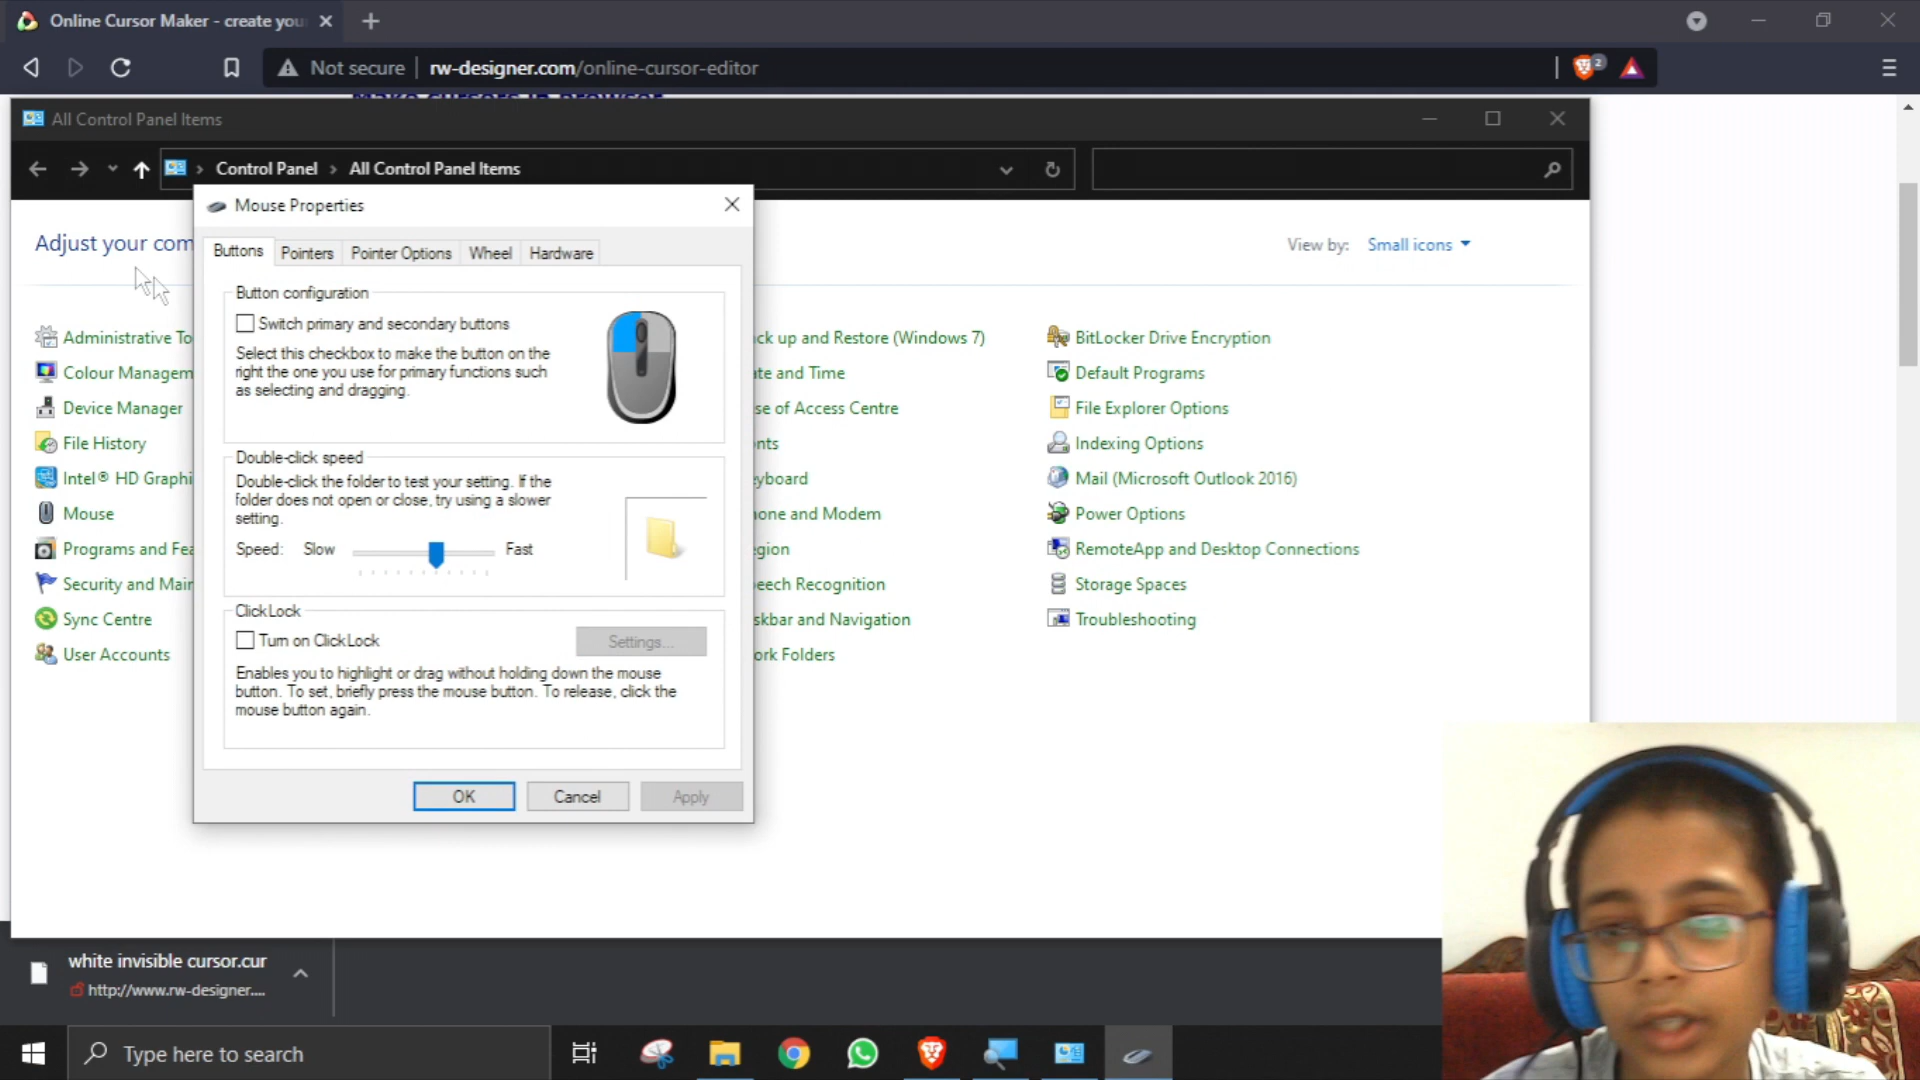 Online Cursor Maker - create you
Not secure
rw-designer.com/online-cursor-editor
2
All Control Panel Items
Control Panel
All Control Panel Items
Mouse Properties
Adjust your com
View by:
Small icons
Buttons
Pointers
Pointer Options
Wheel
Hardware
Button configuration
Switch primary and secondary buttons
Select this checkbox to make the button on the
right the one you use for primary functions such
as selecting and dragging.
Double-click speed
Double-click the folder to test your setting. If the
folder does not open or close, try using a slower
setting.
Speed:
Slow
Fast
ClickLock
Turn on ClickLock
Settings...
Enables you to highlight or drag without holding down the mouse
button. To set, briefly press the mouse button. To release, click the
mouse button again.
OK
Cancel
Apply
Administrative To
Colour Managem
Device Manager
File History
Intel® HD Graphi
Mouse
Programs and Fea
Security and Main
Sync Centre
User Accounts
ck up and Restore (Windows 7)
te and Time
se of Access Centre
nts
yboard
one and Modem
gion
eech Recognition
skbar and Navigation
ork Folders
BitLocker Drive Encryption
Default Programs
File Explorer Options
Indexing Options
Mail (Microsoft Outlook 2016)
Power Options
RemoteApp and Desktop Connections
Storage Spaces
Troubleshooting
white invisible cursor.cur
http://www.rw-designer....
Type here to search